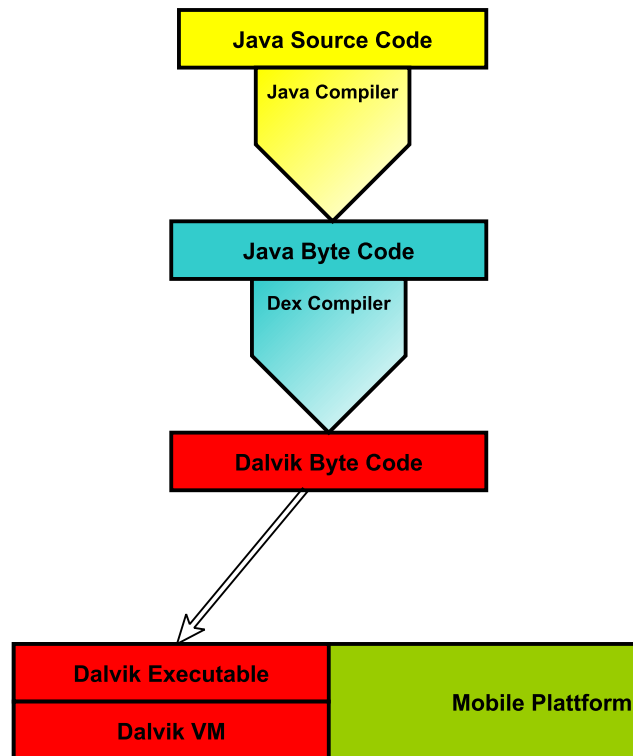 Java Source Code
Java Compiler
Java Byte Code
Dex Compiler
Dalvik Byte Code
Dalvik Executable
Mobile Plattform
Dalvik VM